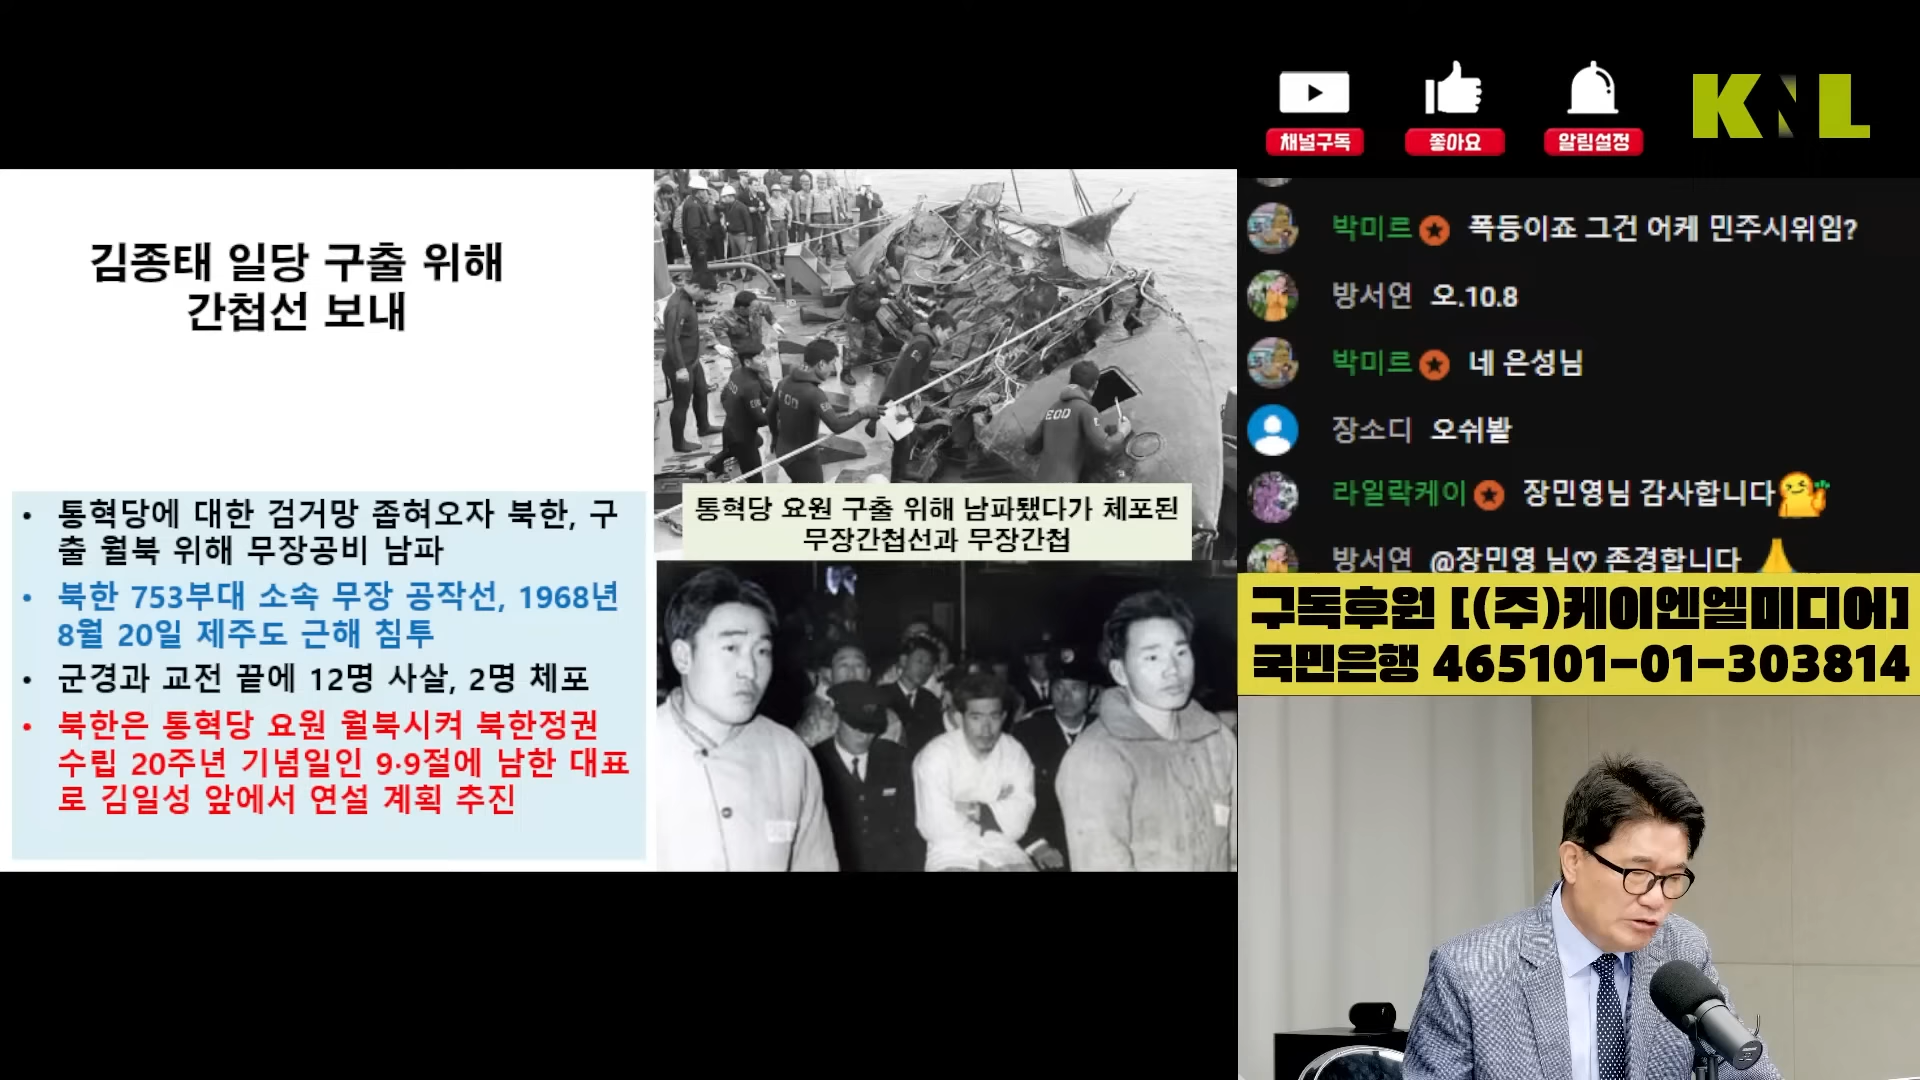 김종태 일당 구출 위해
간첩선 보내
• 통혁당에 대한 검거망 좁혀오자 북한, 구
출 월북 위해 무장공비 남파
• 북한 753부대 소속 무장 공작선, 1968년
8월 20일 제주도 근해 침투
• 군경과 교전 끝에 12명 사살, 2명 체포
• 북한은 통혁당 요원 월북시켜 북한정권
수립 20주년 기념일인 9·9절에 남한 대표
로 김일성 앞에서 연설 계획 추진
EOD
통혁당 요원 구출 위해 남파됐다가 체포된
무장간첩선과 무장간첩
채널구독 좋아요 알림설정
KNL
박미르 폭등이죠 그건 어케 민주시위임?
방서연 오.10.8
박미르 네 은성님
장소디 오쉬봘
라일락케이 장민영님 감사합니다
방서연 @장민영 님♡ 존경합니다
구독후원 [(주)케이엔엘미디어]
국민은행 465101-01-303814